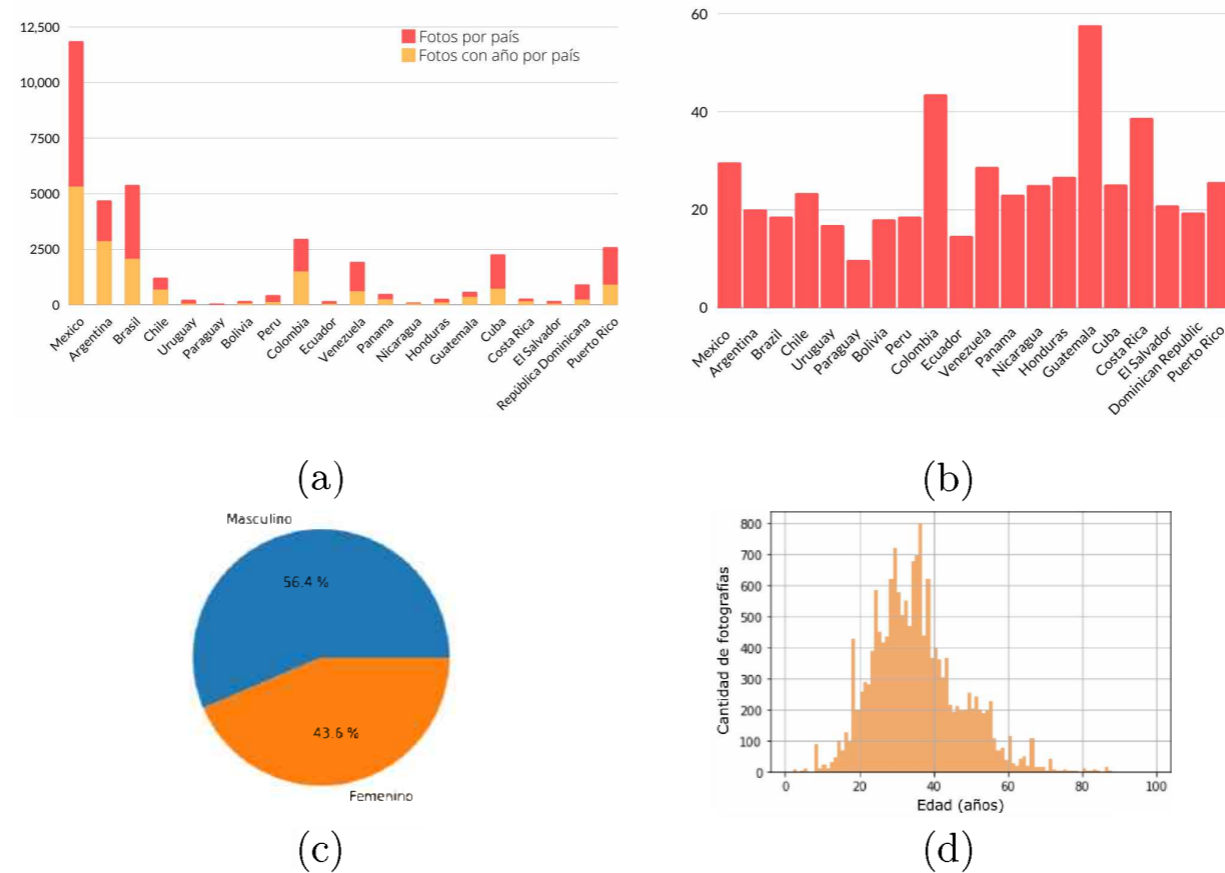 12,500
10,000
7500
5000
2500
0
Fotos por país
Fotos con año por país
Mexico
Argentina
Brasil
Chile
Uruguay
Paraguay
Bolivia
Peru
Colombia
Ecuador
Venezuela
Panama
Nicaragua
Honduras
Guatemala
Cuba
Costa Rica
El Salvador
República Dominicana
Puerto Rico
(a)
60
40
20
0
Mexico
Argentina
Brazil
Chile
Uruguay
Paraguay
Bolivia
Peru
Colombia
Ecuador
Venezuela
Panama
Nicaragua
Honduras
Guatemala
Cuba
Costa Rica
El Salvador
Dominican Republic
Puerto Rico
(b)
Masculino
56.4 %
43.6 %
Femenino
(c)
800
700
600
500
400
300
200
100
0
Cantidad de fotografías
0 20 40 60 80 100
Edad (años)
(d)